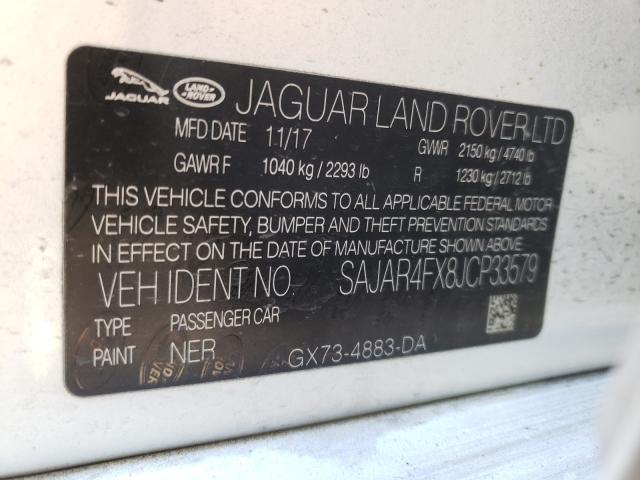 JAGUAR LAND ROVER JAGUAR LAND ROVER LTD
MFD DATE 11/17 GVWR 2150 kg / 4740 lb
GAWR F 1040 kg / 2293 lb R 1230 kg / 2712 lb
THIS VEHICLE CONFORMS TO ALL APPLICABLE FEDERAL MOTOR
VEHICLE SAFETY, BUMPER AND THEFT PREVENTION STANDARDS
IN EFFECT ON THE DATE OF MANUFACTURE SHOWN ABOVE.
VEH IDENT NO. SAJAR4FX8JCP33579
TYPE PASSENGER CAR
PAINT NER GX73-4883-DA